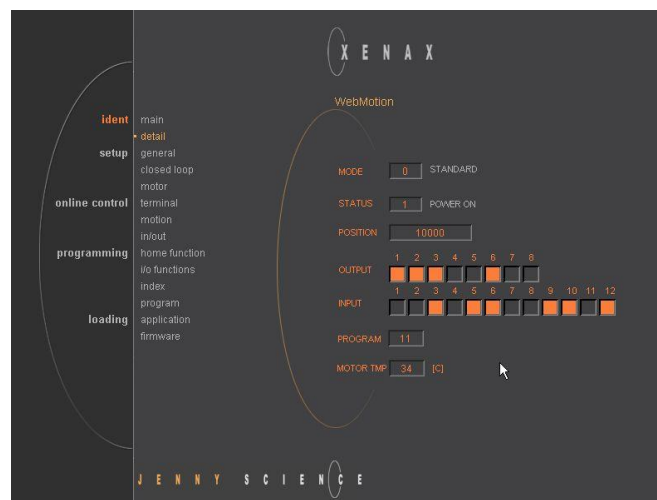 XENAX
WebMotion
ident main
detail
setup general
closed loop
motor
online control terminal
motion
in/out
programming home function
i/o functions
index
program
loading application
firmware
MODE 0 STANDARD
STATUS 1 POWER ON
POSITION 10000
1 2 3 4 5 6 7 8
OUTPUT
1 2 3 4 5 6 7 8 9 10 11 12
INPUT
PROGRAM 11
MOTOR TMP 34 [C]
JENNY SCIENCE